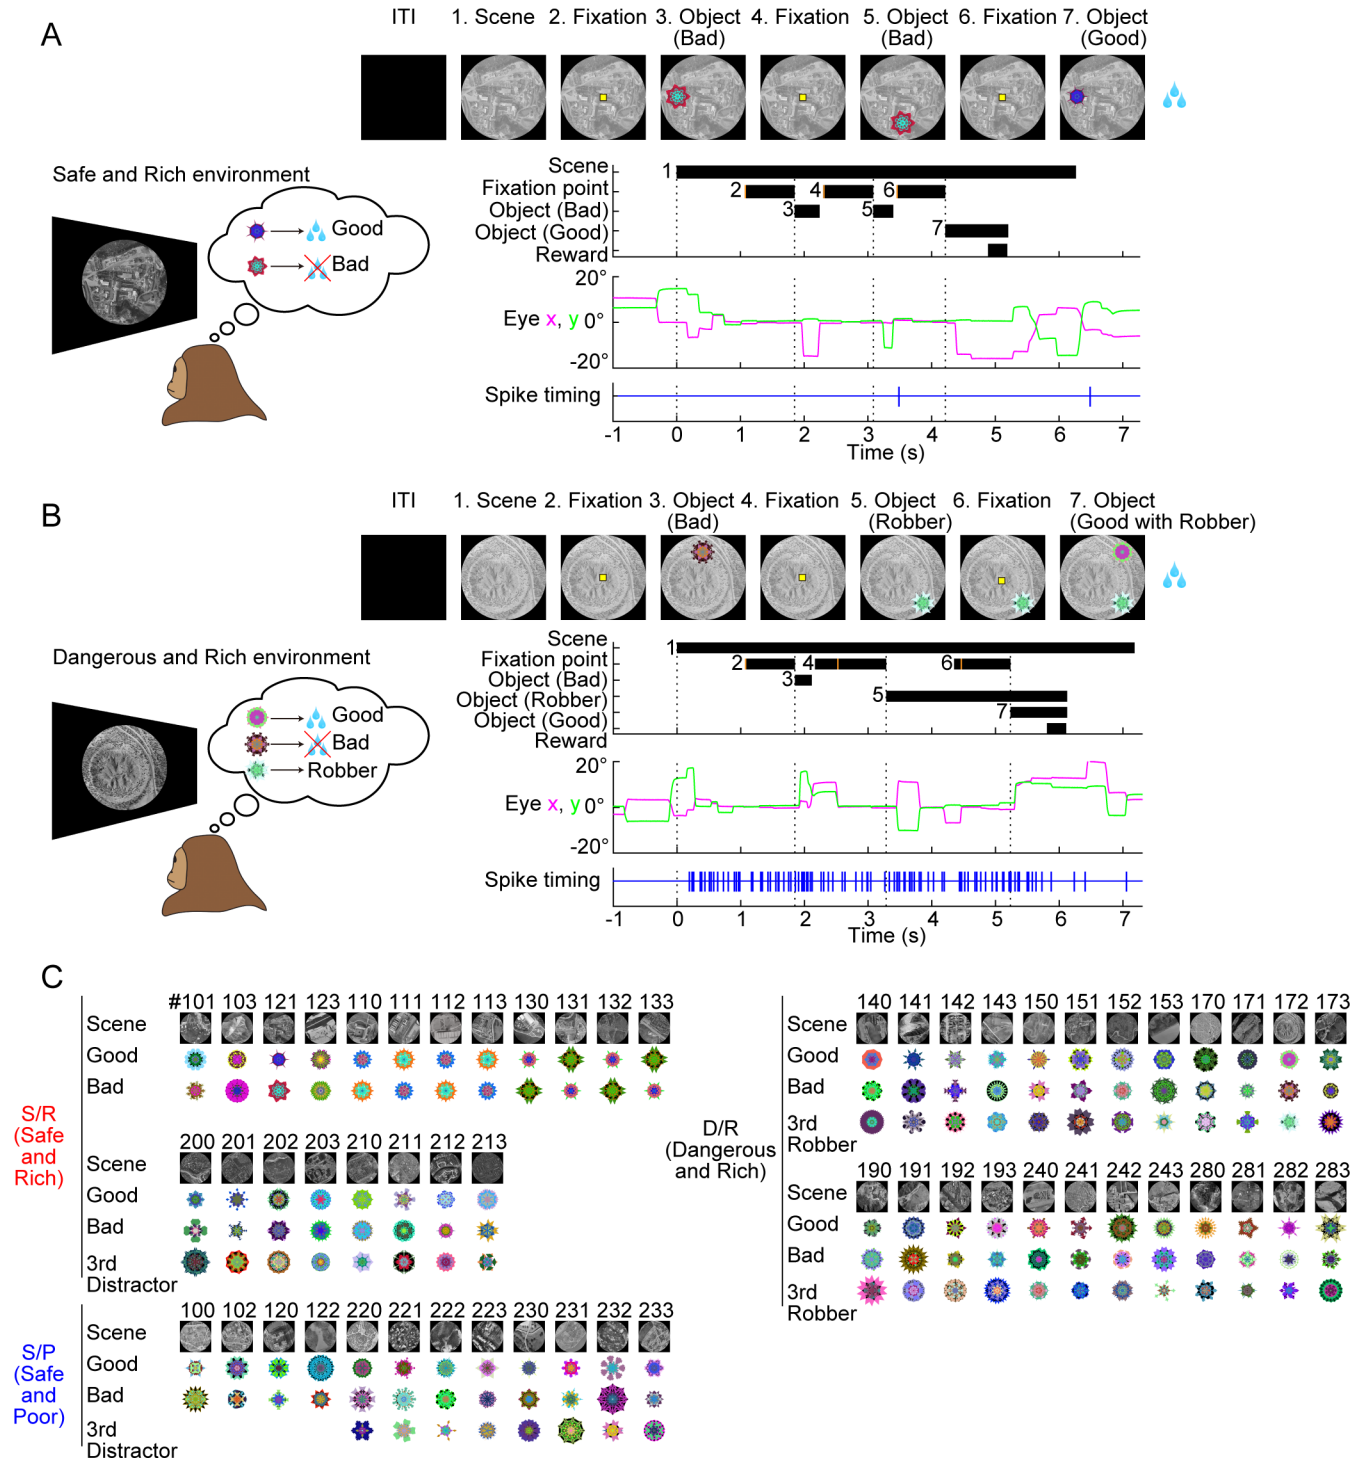 A
ITI 1. Scene 2. Fixation 3. Object 4. Fixation 5. Object 6. Fixation 7. Object
(Bad) (Bad) (Good)
Safe and Rich environment
Good
Bad
Scene 1
Fixation point 2 4 6
Object (Bad) 3 5
Object (Good) 7
Reward
20°
Eye x, y 0°
-20°
Spike timing
-1 0 1 2 3 4 5 6 7
Time (s)
B
ITI 1. Scene 2. Fixation 3. Object 4. Fixation 5. Object 6. Fixation 7. Object
(Bad) (Robber) (Good with Robber)
Dangerous and Rich environment
Good
Bad
Robber
Scene 1
Fixation point 2 4 6
Object (Bad) 3
Object (Robber) 5
Object (Good) 7
Reward
20°
Eye x, y 0°
-20°
Spike timing
-1 0 1 2 3 4 5 6 7
Time (s)
C
S/R
(Safe
and
Rich)
#101 103 121 123 110 111 112 113 130 131 132 133
Scene
Good
Bad
200 201 202 203 210 211 212 213
Scene
Good
Bad
3rd
Distractor
S/P
(Safe
and
Poor)
100 102 120 122 220 221 222 223 230 231 232 233
Scene
Good
Bad
3rd
Distractor
D/R
(Dangerous
and Rich)
140 141 142 143 150 151 152 153 170 171 172 173
Scene
Good
Bad
3rd
Robber
190 191 192 193 240 241 242 243 280 281 282 283
Scene
Good
Bad
3rd
Robber